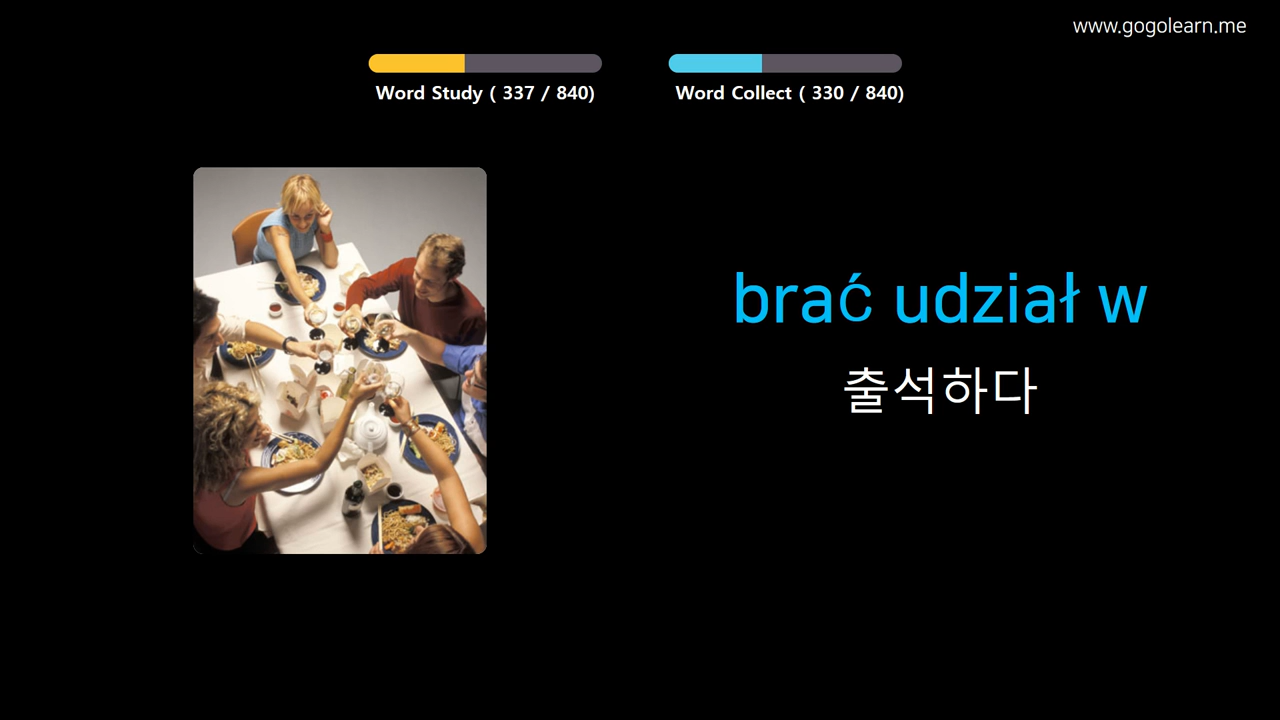 www.gogolearn.me
Word Study ( 337 / 840)
Word Collect ( 330 / 840)
brać udział w
출석하다